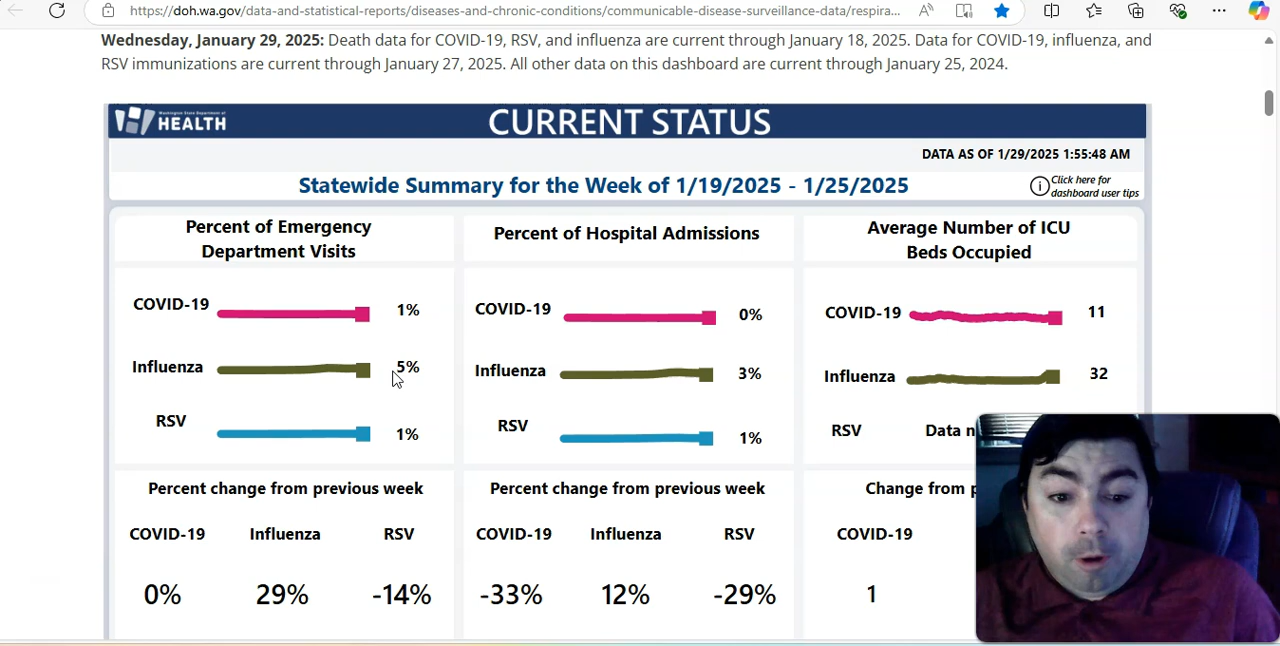 https://doh.wa.gov/data-and-statistical-reports/diseases-and-chronic-conditions/communicable-disease-surveillance-data/respira...
Wednesday, January 29, 2025: Death data for COVID-19, RSV, and influenza are current through January 18, 2025. Data for COVID-19, influenza, and
RSV immunizations are current through January 27, 2025. All other data on this dashboard are current through January 25, 2024.
Washington State Department of
HEALTH
CURRENT STATUS
DATA AS OF 1/29/2025 1:55:48 AM
Statewide Summary for the Week of 1/19/2025 - 1/25/2025
Click here for
dashboard user tips
Percent of Emergency
Department Visits
COVID-19 1%
Influenza 5%
RSV 1%
Percent change from previous week
COVID-19 Influenza RSV
0% 29% -14%
Percent of Hospital Admissions
COVID-19 0%
Influenza 3%
RSV 1%
Percent change from previous week
COVID-19 Influenza RSV
-33% 12% -29%
Average Number of ICU
Beds Occupied
COVID-19 11
Influenza 32
RSV Data n
Change from p
COVID-19
1